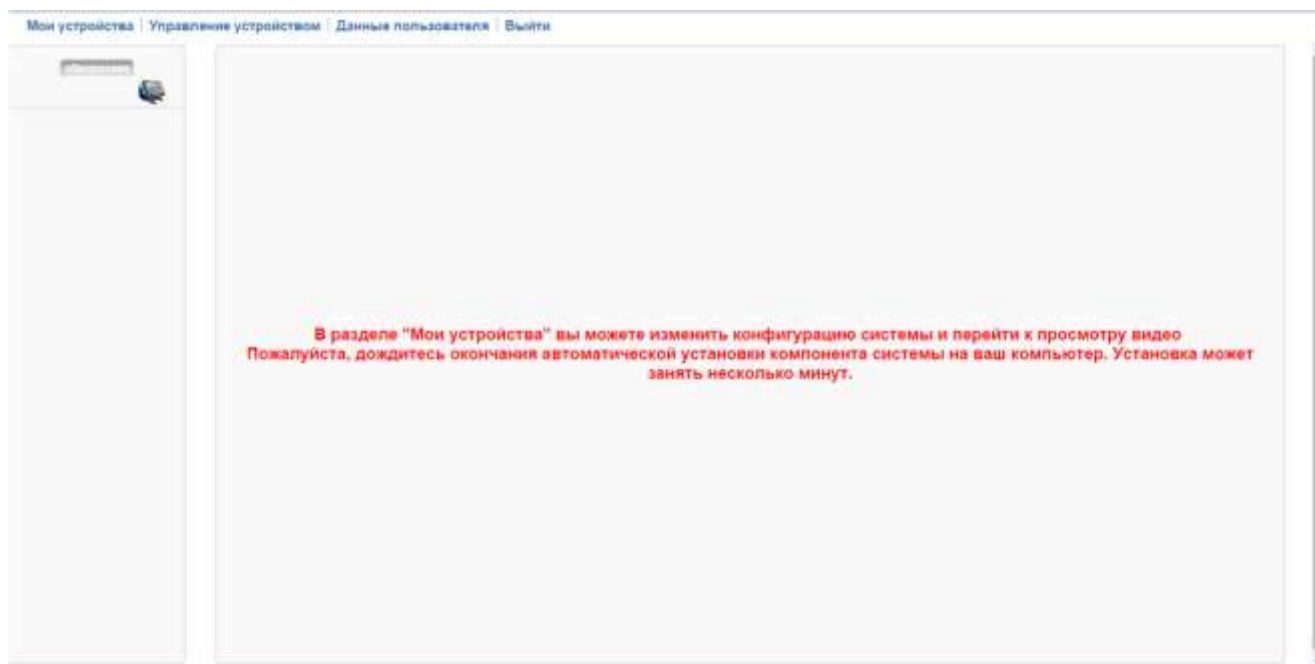 Мои устройства | Управление устройством | Данные пользователя | Выйти
В разделе "Мои устройства" вы можете изменить конфигурацию системы и перейти к просмотру видео
Пожалуйста, дождитесь окончания автоматической установки компонента системы на ваш компьютер. Установка может
занять несколько минут.